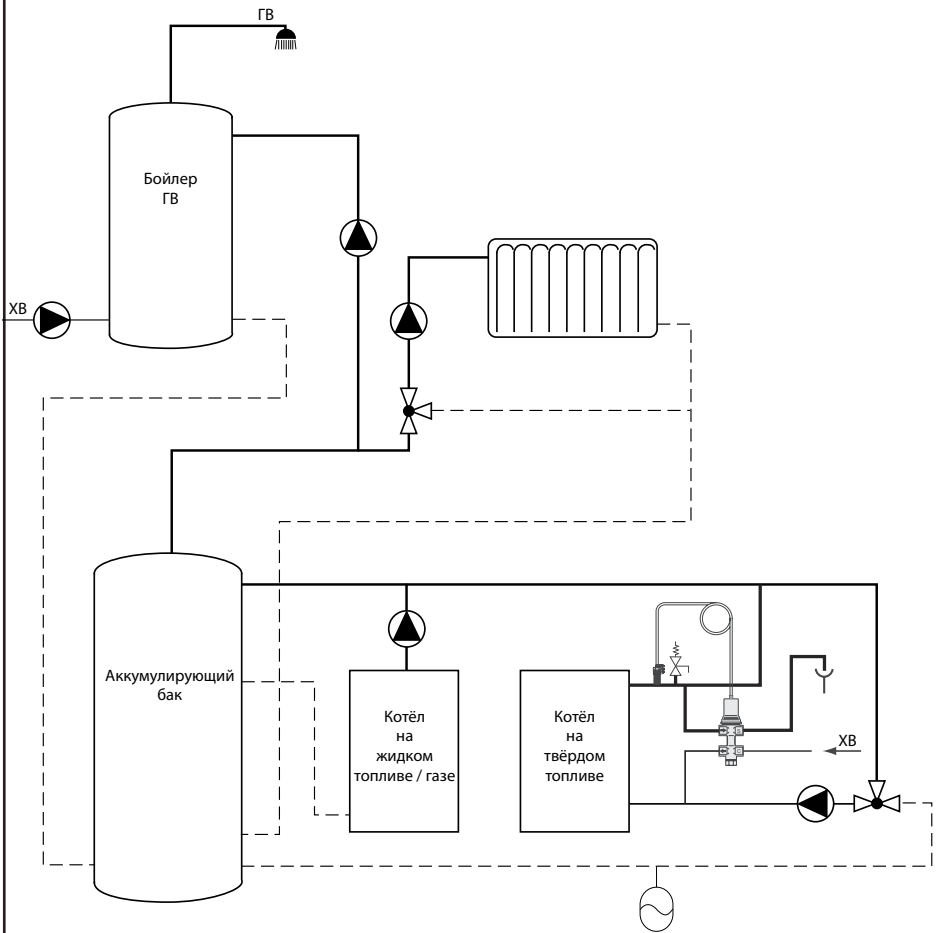 ГВ
Бойлер
ГВ
ХВ
Аккумулирующий
бак
Котёл
на
жидком
топливе / газе
Котёл
на
твёрдом
топливе
ХВ